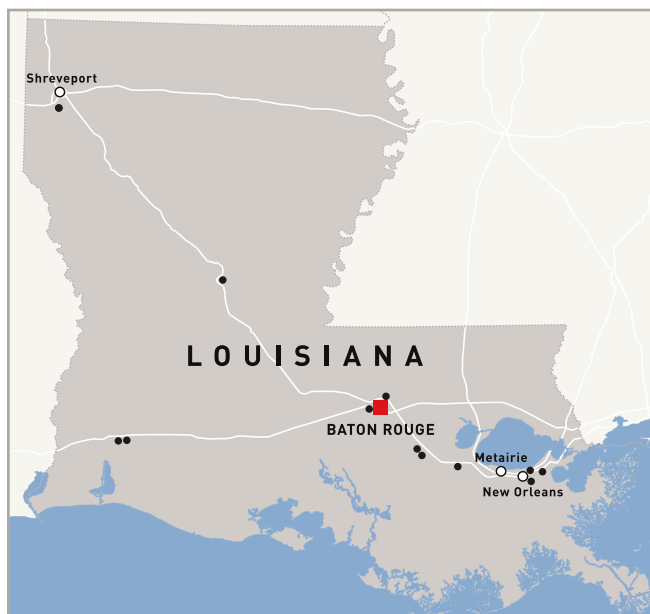 Shreveport
LOUISIANA
BATON ROUGE
Metairie
New Orleans